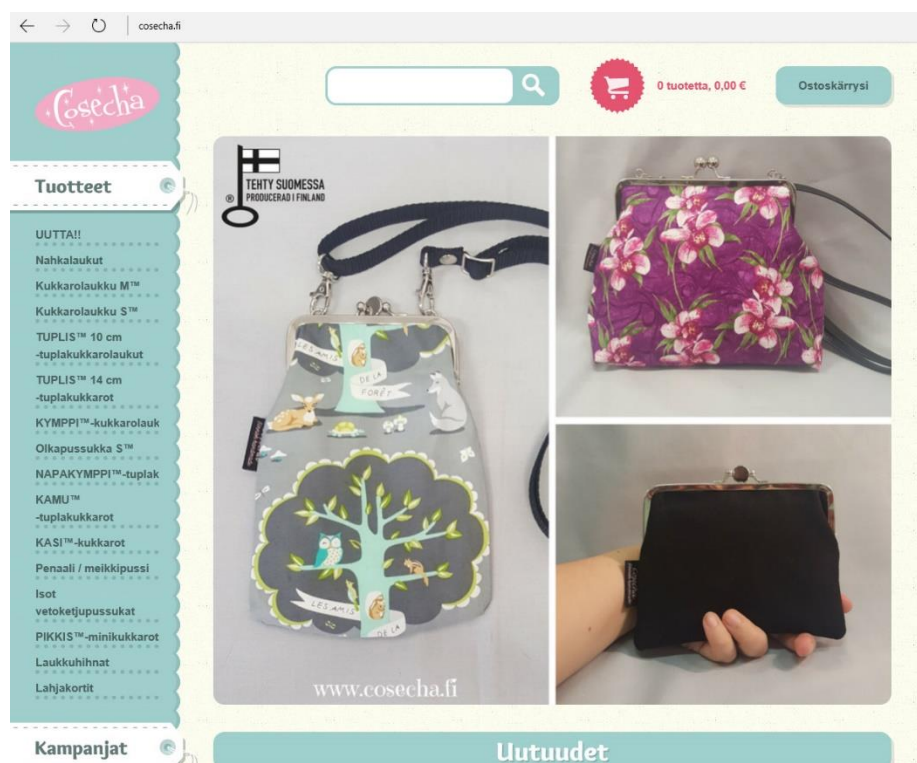 cosecha.fi
Cosecha
0 tuotetta, 0,00 €
Ostoskärrysi
Tuotteet
UUTTA!!
Nahkalaukut
Kukkarolaukku M™
Kukkarolaukku S™
TUPLIS™ 10 cm
-tuplakukkarolaukut
TUPLIS™ 14 cm
-tuplakukkarot
KYMPPI™-kukkarolauk
Olkapussukka S™
NAPAKYMPPI™-tuplak
KAMU™
-tuplakukkarot
KASI™-kukkarot
Penaali / meikkipussi
Isot
vetoketjupussukat
PIKKIS™-minikukkarot
Laukkuhihnat
Lahjakortit
Kampanjat
TEHTY SUOMESSA
® PRODUCERAD I FINLAND
LES AMIS
DE LA
FORÊT
LES AMIS
DE LA
www.cosecha.fi
Uutuudet